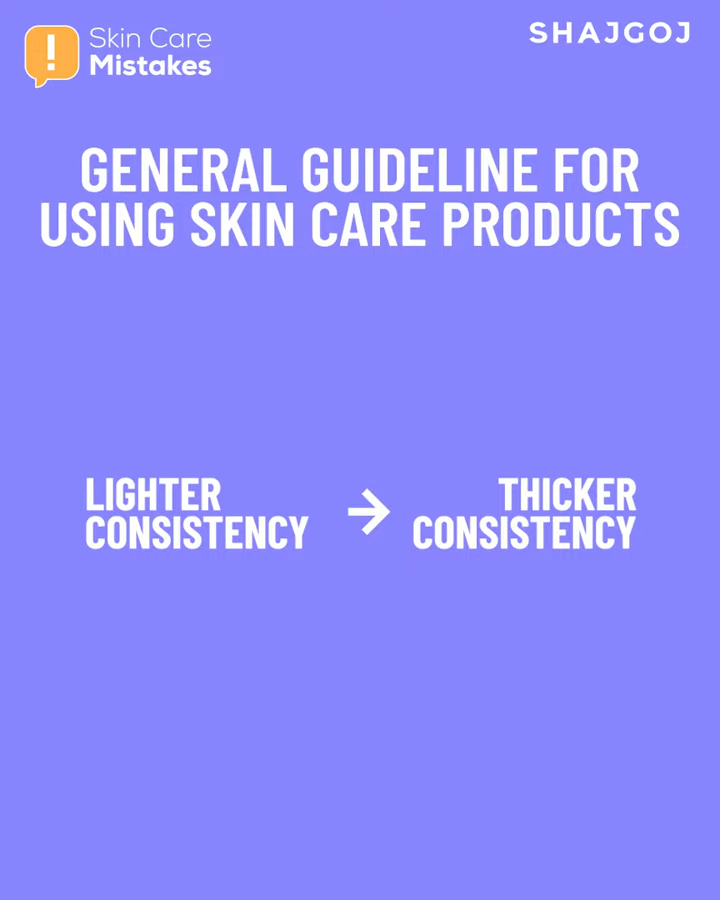 Skin Care
Mistakes
SHAJGOJ
GENERAL GUIDELINE FOR
USING SKIN CARE PRODUCTS
LIGHTER
CONSISTENCY
→
THICKER
CONSISTENCY